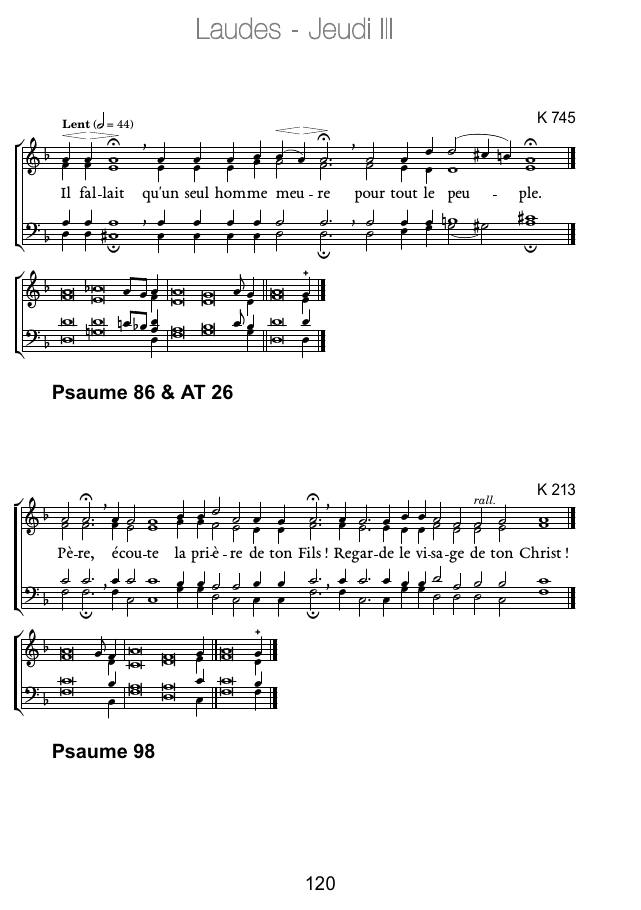 Laudes - Jeudi III
K 745
Lent (𝅗𝅥 = 44)
Il fal-lait qu'un seul homme meu - re pour tout le peu - ple.
Psaume 86 & AT 26
K 213
rall.
Pè-re, écou-te la pri-è-re de ton Fils ! Regar-de le vi-sa-ge de ton Christ !
Psaume 98
120